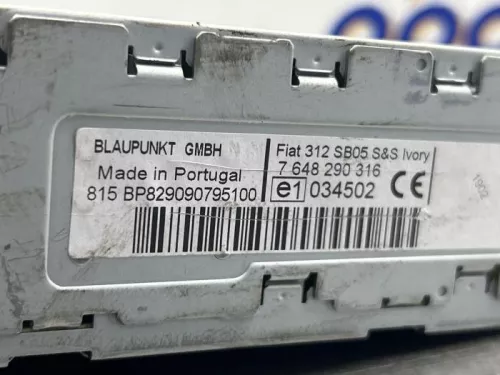 BLAUPUNKT GMBH
Made in Portugal
815 BP829090795100
Fiat 312 SB05 S&S Ivory
7 648 290 316
e1 034502 CE